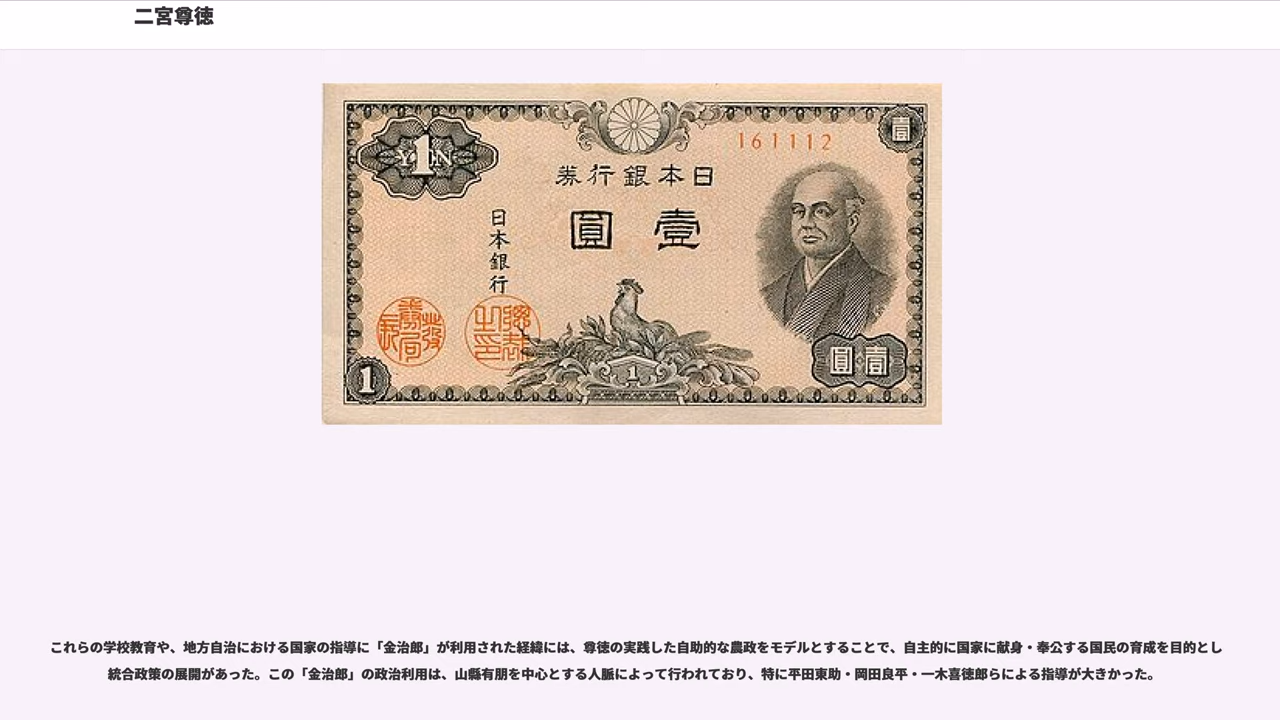 二宮尊徳
161112
壹
1
YEN
券行銀本日
圓 壹
日本銀行
1
1
圓壹
これらの学校教育や、地方自治における国家の指導に「金治郎」が利用された経緯には、尊徳の実践した自助的な農政をモデルとすることで、自主的に国家に献身・奉公する国民の育成を目的とし
統合政策の展開があった。この「金治郎」の政治利用は、山縣有朋を中心とする人脈によって行われており、特に平田東助・岡田良平・一木喜徳郎らによる指導が大きかった。